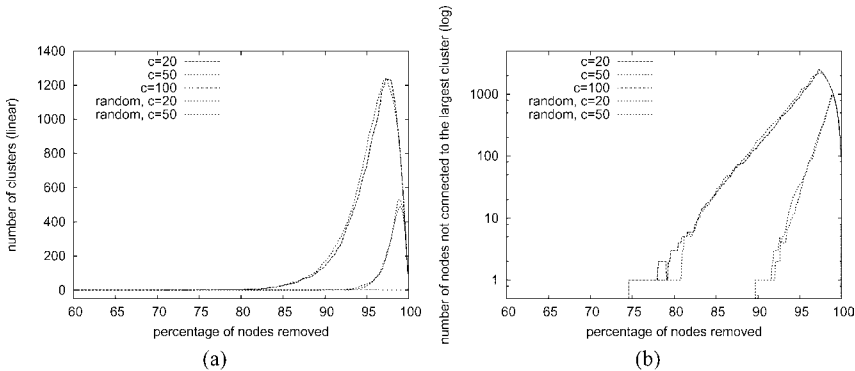 number of clusters (linear)
1400
1200
1000
800
600
400
200
0
c=20
c=50
c=100
random, c=20
random, c=50
60 65 70 75 80 85 90 95 100
percentage of nodes removed
(a)
number of nodes not connected to the largest cluster (log)
1000
100
10
1
c=20
c=50
c=100
random, c=20
random, c=50
60 65 70 75 80 85 90 95 100
percentage of nodes removed
(b)